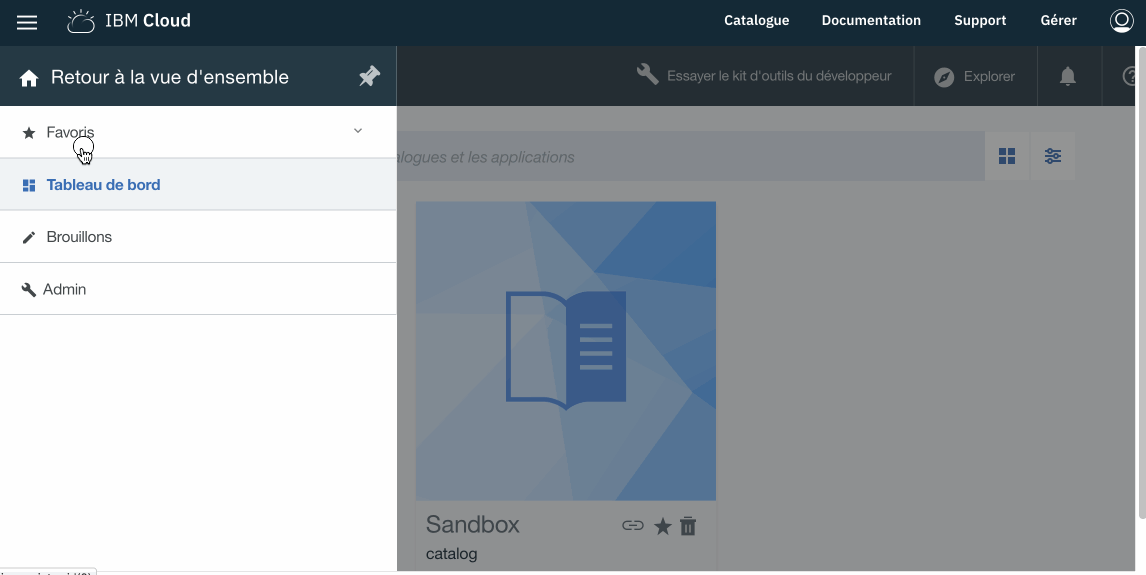 IBM Cloud
Catalogue
Documentation
Support
Gérer
Retour à la vue d'ensemble
Essayer le kit d'outils du développeur
Explorer
Favoris
alogues et les applications
Tableau de bord
Brouillons
Admin
Sandbox
catalog